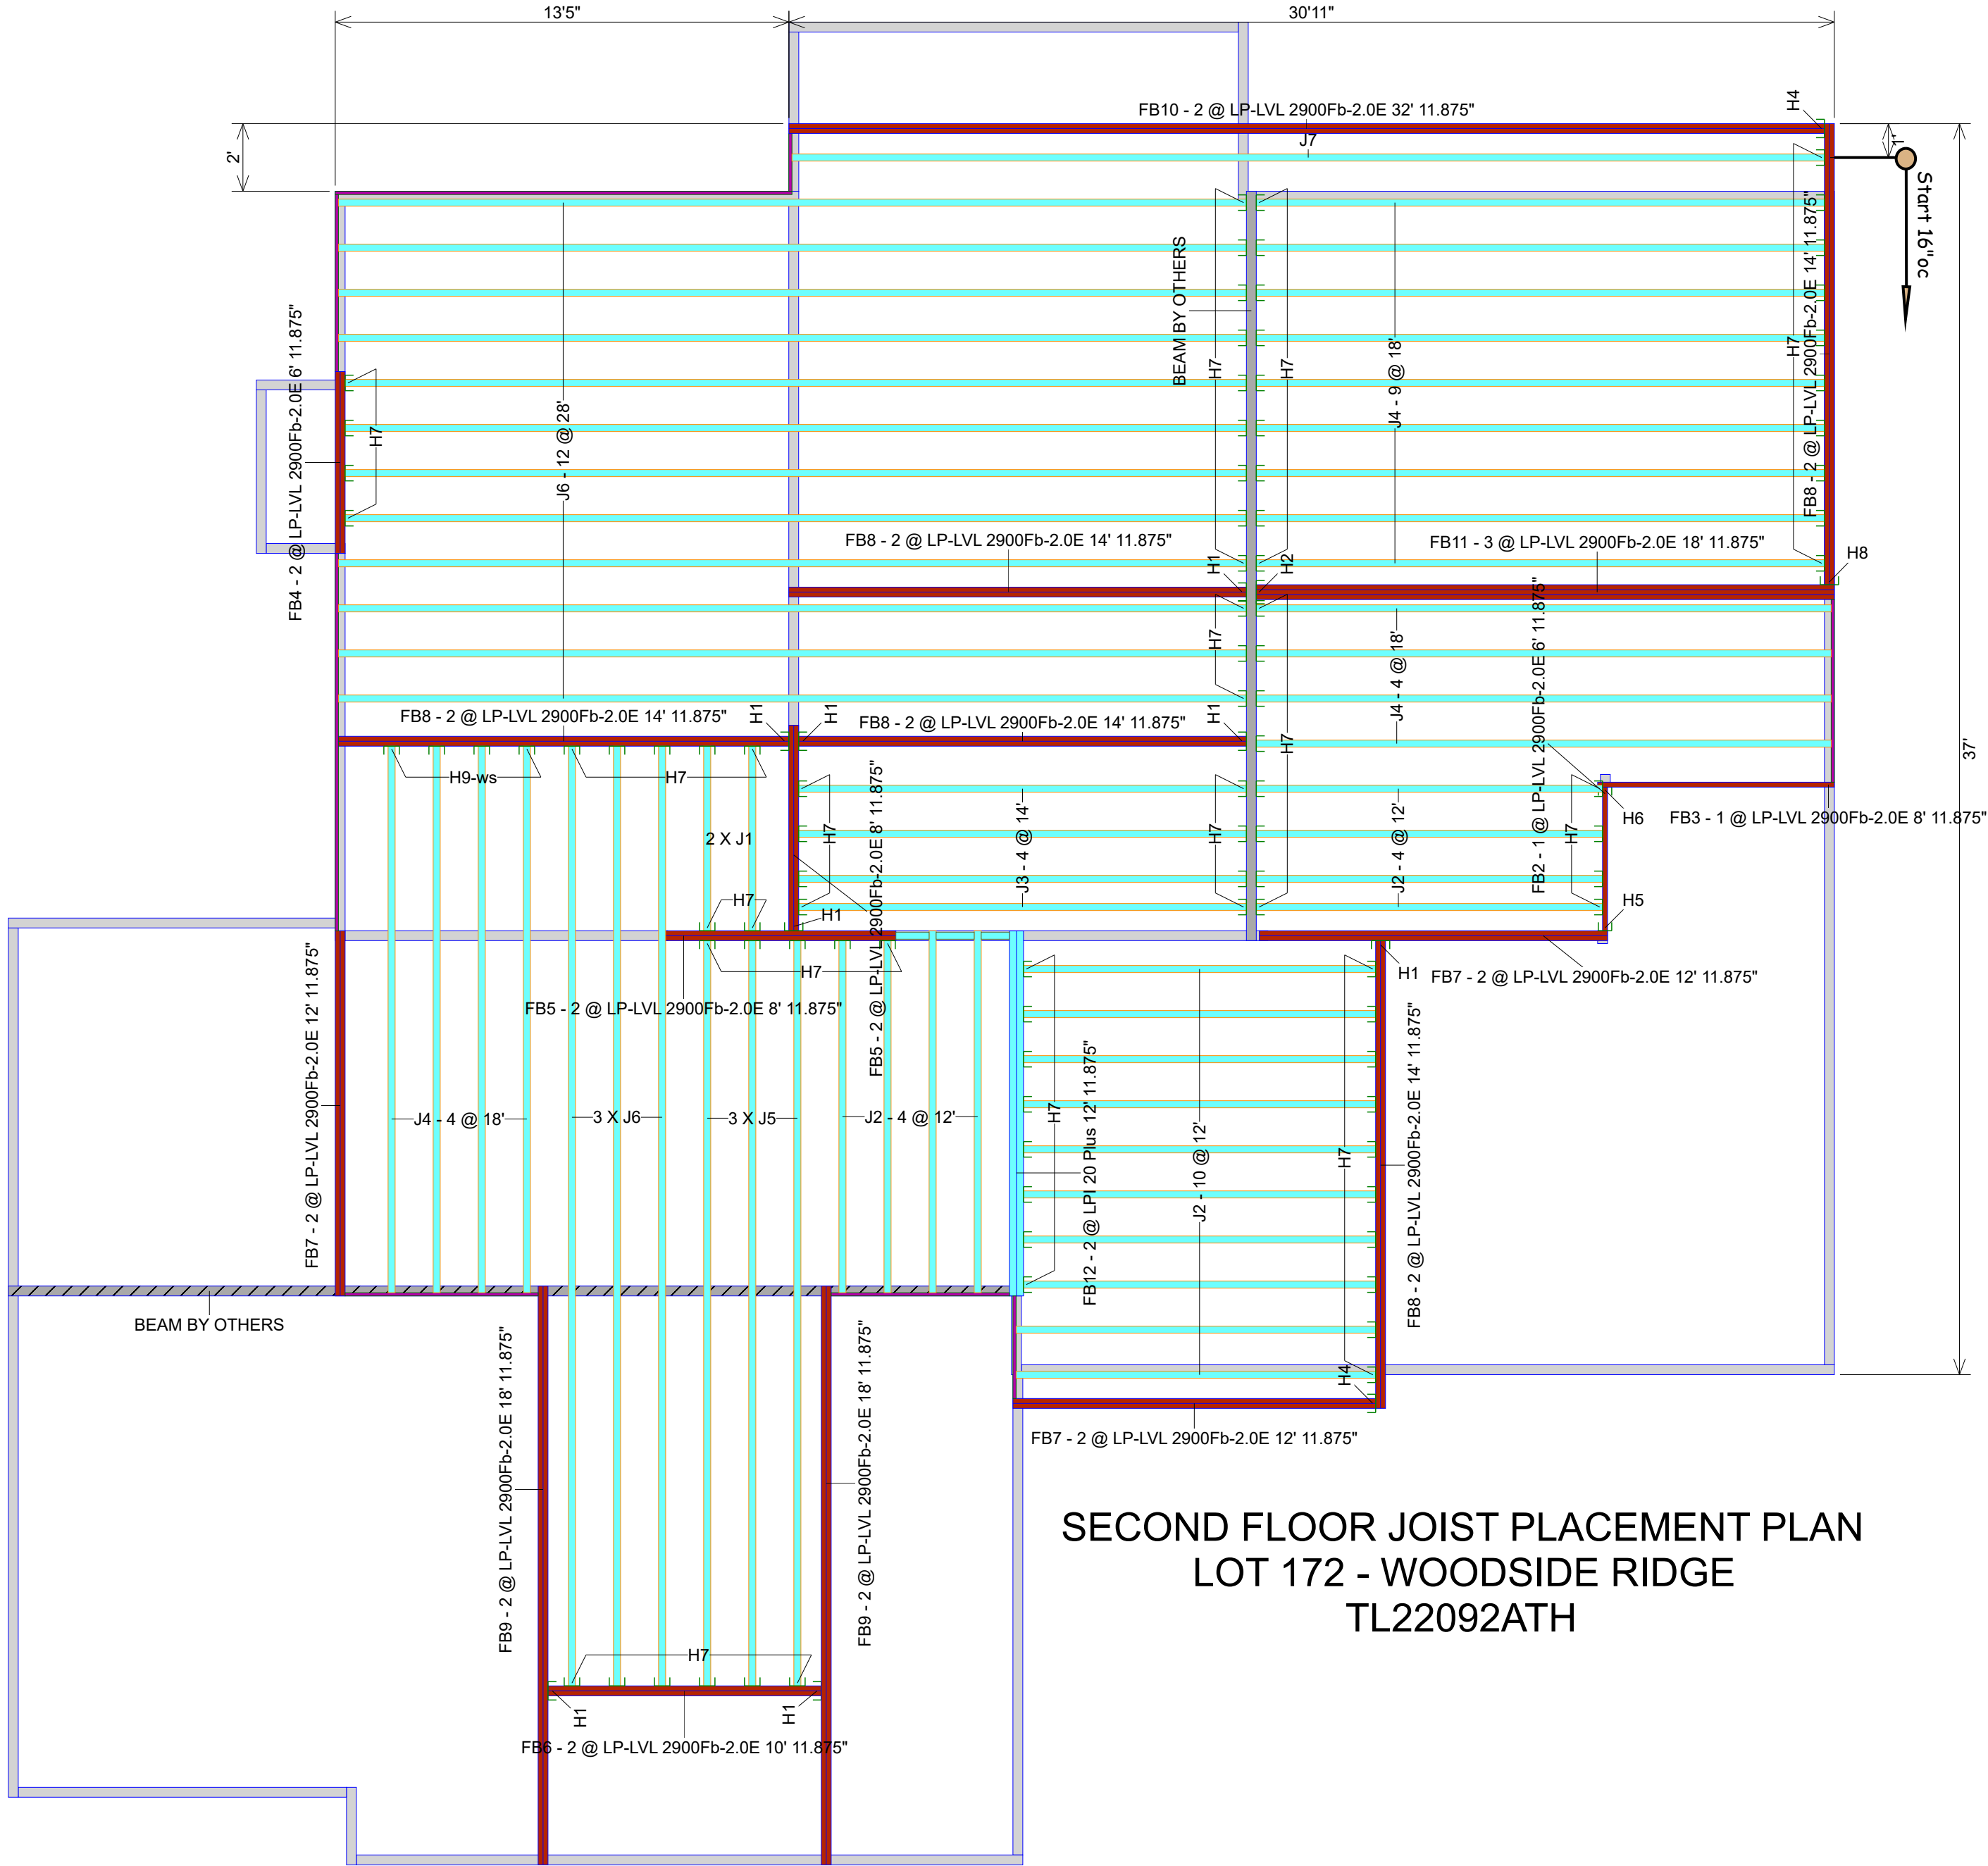 13'5"
30'11"
FB10 - 2 @ LP-LVL 2900Fb-2.0E 32' 11.875"
H4
2'
J7
1'
Start 16"oc
FB8 - 2 @ LP-LVL 2900Fb-2.0E 14' 11.875"
H7
BEAM BY OTHERS
H7
H7
J4 - 9 @ 18'
FB4 - 2 @ LP-LVL 2900Fb-2.0E 6' 11.875"
H7
J6 - 12 @ 28'
FB8 - 2 @ LP-LVL 2900Fb-2.0E 14' 11.875"
H1
H2
FB11 - 3 @ LP-LVL 2900Fb-2.0E 18' 11.875"
H8
H7
J4 - 4 @ 18'
FB2 - 1 @ LP-LVL 2900Fb-2.0E 6' 11.875"
37'
FB8 - 2 @ LP-LVL 2900Fb-2.0E 14' 11.875"
H1
H1
FB8 - 2 @ LP-LVL 2900Fb-2.0E 14' 11.875"
H1
H7
H9-ws
H7
2 X J1
H7
J3 - 4 @ 14'
H7
J2 - 4 @ 12'
H7
H6
FB3 - 1 @ LP-LVL 2900Fb-2.0E 8' 11.875"
H7
H1
H5
FB5 - 2 @ LP-LVL 2900Fb-2.0E 8' 11.875"
H7
H1
FB7 - 2 @ LP-LVL 2900Fb-2.0E 12' 11.875"
FB5 - 2 @ LP-LVL 2900Fb-2.0E 8' 11.875"
FB7 - 2 @ LP-LVL 2900Fb-2.0E 12' 11.875"
J4 - 4 @ 18'
3 X J6
3 X J5
J2 - 4 @ 12'
H7
FB12 - 2 @ LPI 20 Plus 12' 11.875"
J2 - 10 @ 12'
H7
FB8 - 2 @ LP-LVL 2900Fb-2.0E 14' 11.875"
BEAM BY OTHERS
H4
FB7 - 2 @ LP-LVL 2900Fb-2.0E 12' 11.875"
FB9 - 2 @ LP-LVL 2900Fb-2.0E 18' 11.875"
FB9 - 2 @ LP-LVL 2900Fb-2.0E 18' 11.875"
SECOND FLOOR JOIST PLACEMENT PLAN
LOT 172 - WOODSIDE RIDGE
TL22092ATH
H7
H1
H1
FB6 - 2 @ LP-LVL 2900Fb-2.0E 10' 11.875"